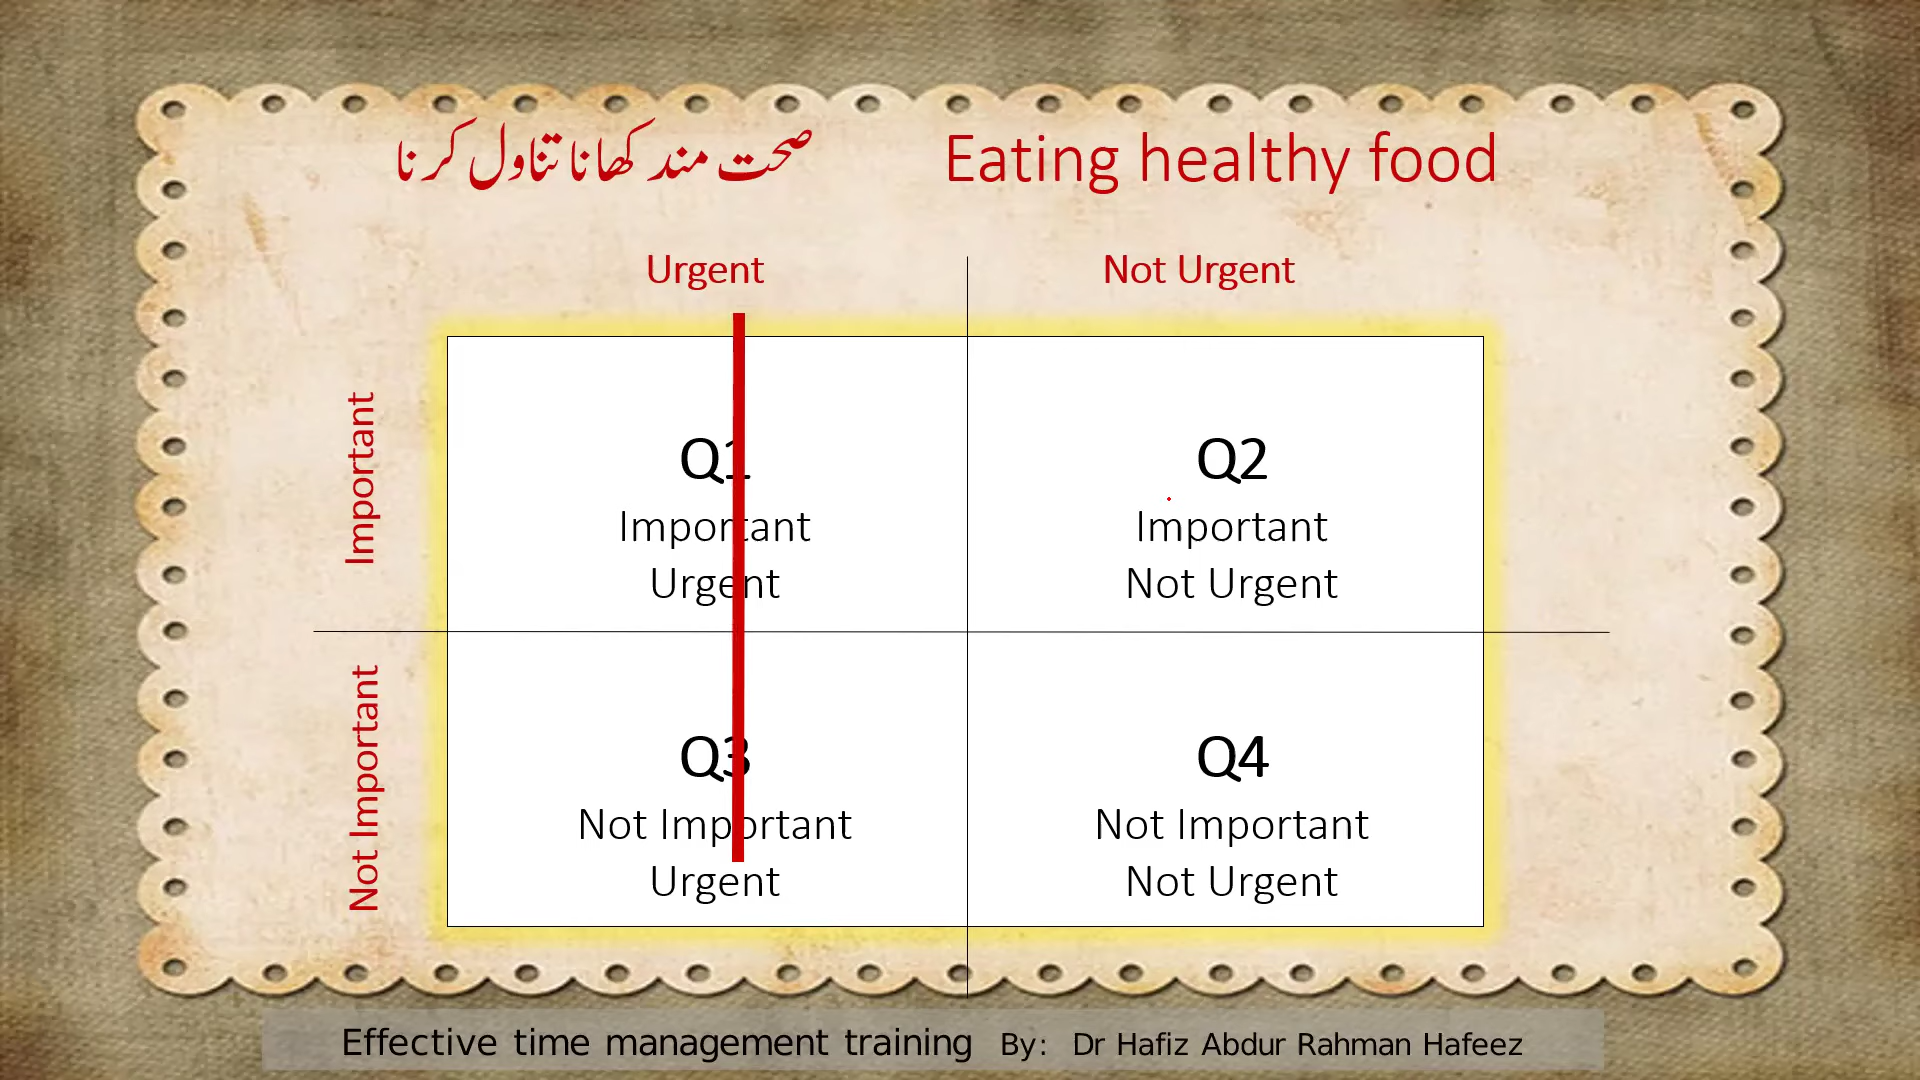 صحت مند کھانا تناول کرنا
Eating healthy food
Urgent
Not Urgent
Important
Q1
Important
Urgent
Q2
Important
Not Urgent
Not Important
Q3
Not Important
Urgent
Q4
Not Important
Not Urgent
Effective time management training By: Dr Hafiz Abdur Rahman Hafeez